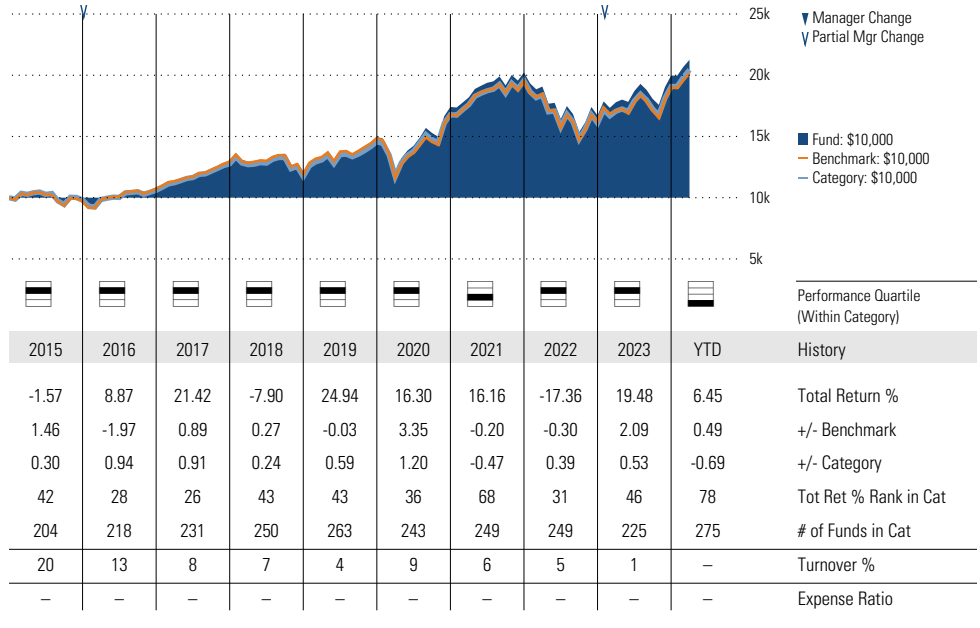 25k
Manager Change
Partial Mgr Change
20k
15k
Fund: $10,000
Benchmark: $10,000
Category: $10,000
10k
5k
Performance Quartile
(Within Category)
2015 2016 2017 2018 2019 2020 2021 2022 2023 YTD History
-1.57 8.87 21.42 -7.90 24.94 16.30 16.16 -17.36 19.48 6.45 Total Return %
1.46 -1.97 0.89 0.27 -0.03 3.35 -0.20 -0.30 2.09 0.49 +/- Benchmark
0.30 0.94 0.91 0.24 0.59 1.20 -0.47 0.39 0.53 -0.69 +/- Category
42 28 26 43 43 36 68 31 46 78 Tot Ret % Rank in Cat
204 218 231 250 263 243 249 249 225 275 # of Funds in Cat
20 13 8 7 4 9 6 5 1 – Turnover %
– – – – – – – – – – Expense Ratio